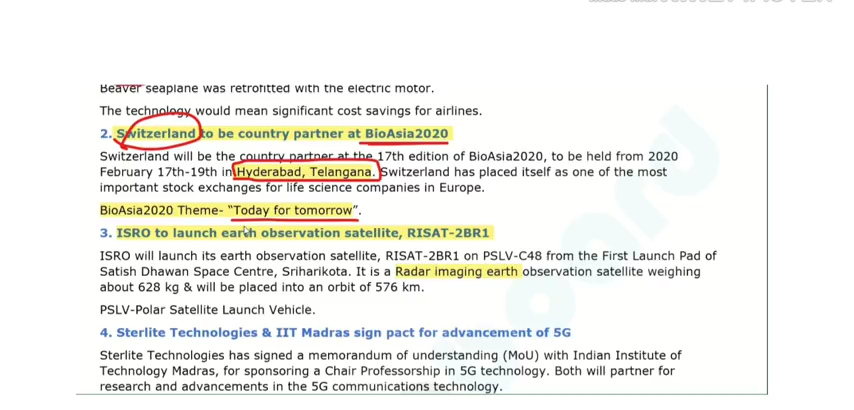 Beaver seaplane was retrofitted with the electric motor.
The technology would mean significant cost savings for airlines.
2. Switzerland to be country partner at BioAsia2020
Switzerland will be the country partner at the 17th edition of BioAsia2020, to be held from 2020
February 17th-19th in Hyderabad, Telangana. Switzerland has placed itself as one of the most
important stock exchanges for life science companies in Europe.
BioAsia2020 Theme- “Today for tomorrow”.
3. ISRO to launch earth observation satellite, RISAT-2BR1
ISRO will launch its earth observation satellite, RISAT-2BR1 on PSLV-C48 from the First Launch Pad of
Satish Dhawan Space Centre, Sriharikota. It is a Radar imaging earth observation satellite weighing
about 628 kg & will be placed into an orbit of 576 km.
PSLV-Polar Satellite Launch Vehicle.
4. Sterlite Technologies & IIT Madras sign pact for advancement of 5G
Sterlite Technologies has signed a memorandum of understanding (MoU) with Indian Institute of
Technology Madras, for sponsoring a Chair Professorship in 5G technology. Both will partner for
research and advancements in the 5G communications technology.